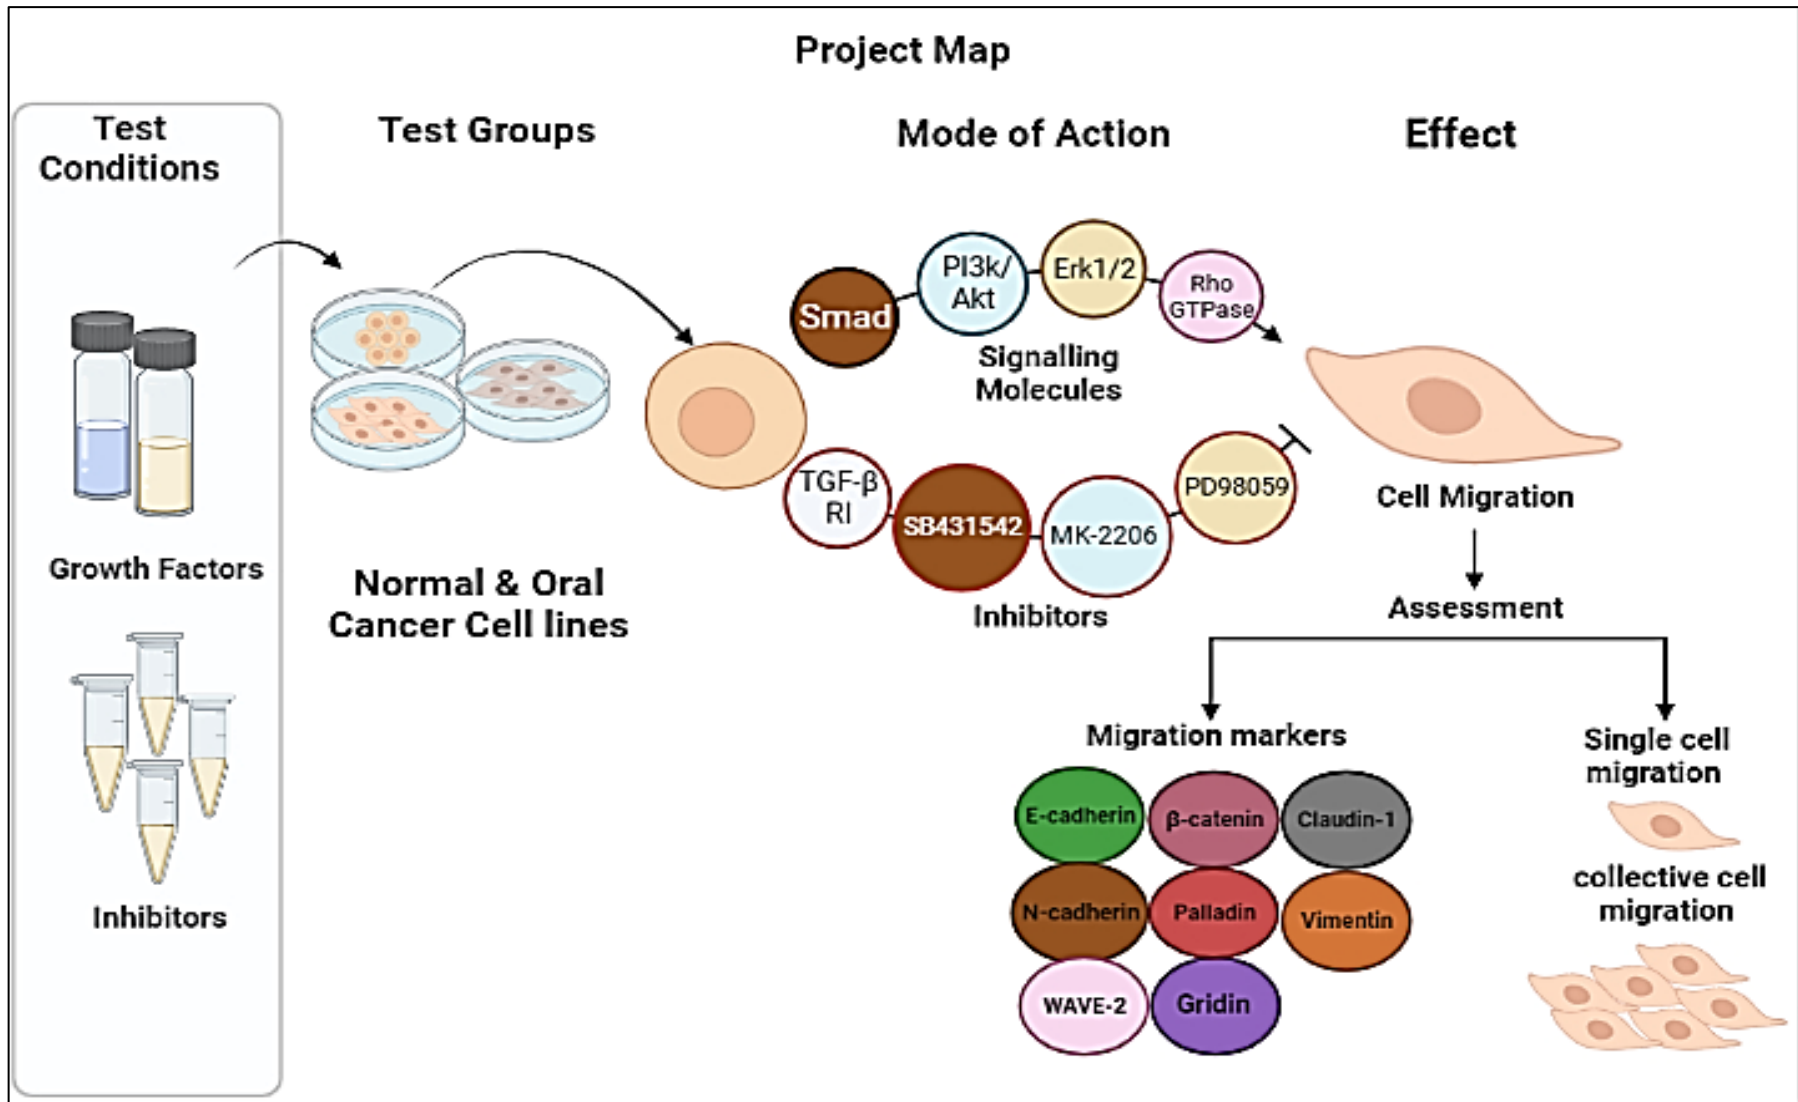 Project Map
Test
Conditions
Test Groups
Mode of Action
Effect
Growth Factors
Inhibitors
Normal & Oral
Cancer Cell lines
Smad
PI3k/
Akt
Erk1/2
Rho
GTPase
Signalling
Molecules
TGF-β
RI
SB431542
MK-2206
PD98059
Inhibitors
Cell Migration
Assessment
Migration markers
E-cadherin
β-catenin
Claudin-1
N-cadherin
Palladin
Vimentin
WAVE-2
Gridin
Single cell
migration
collective cell
migration